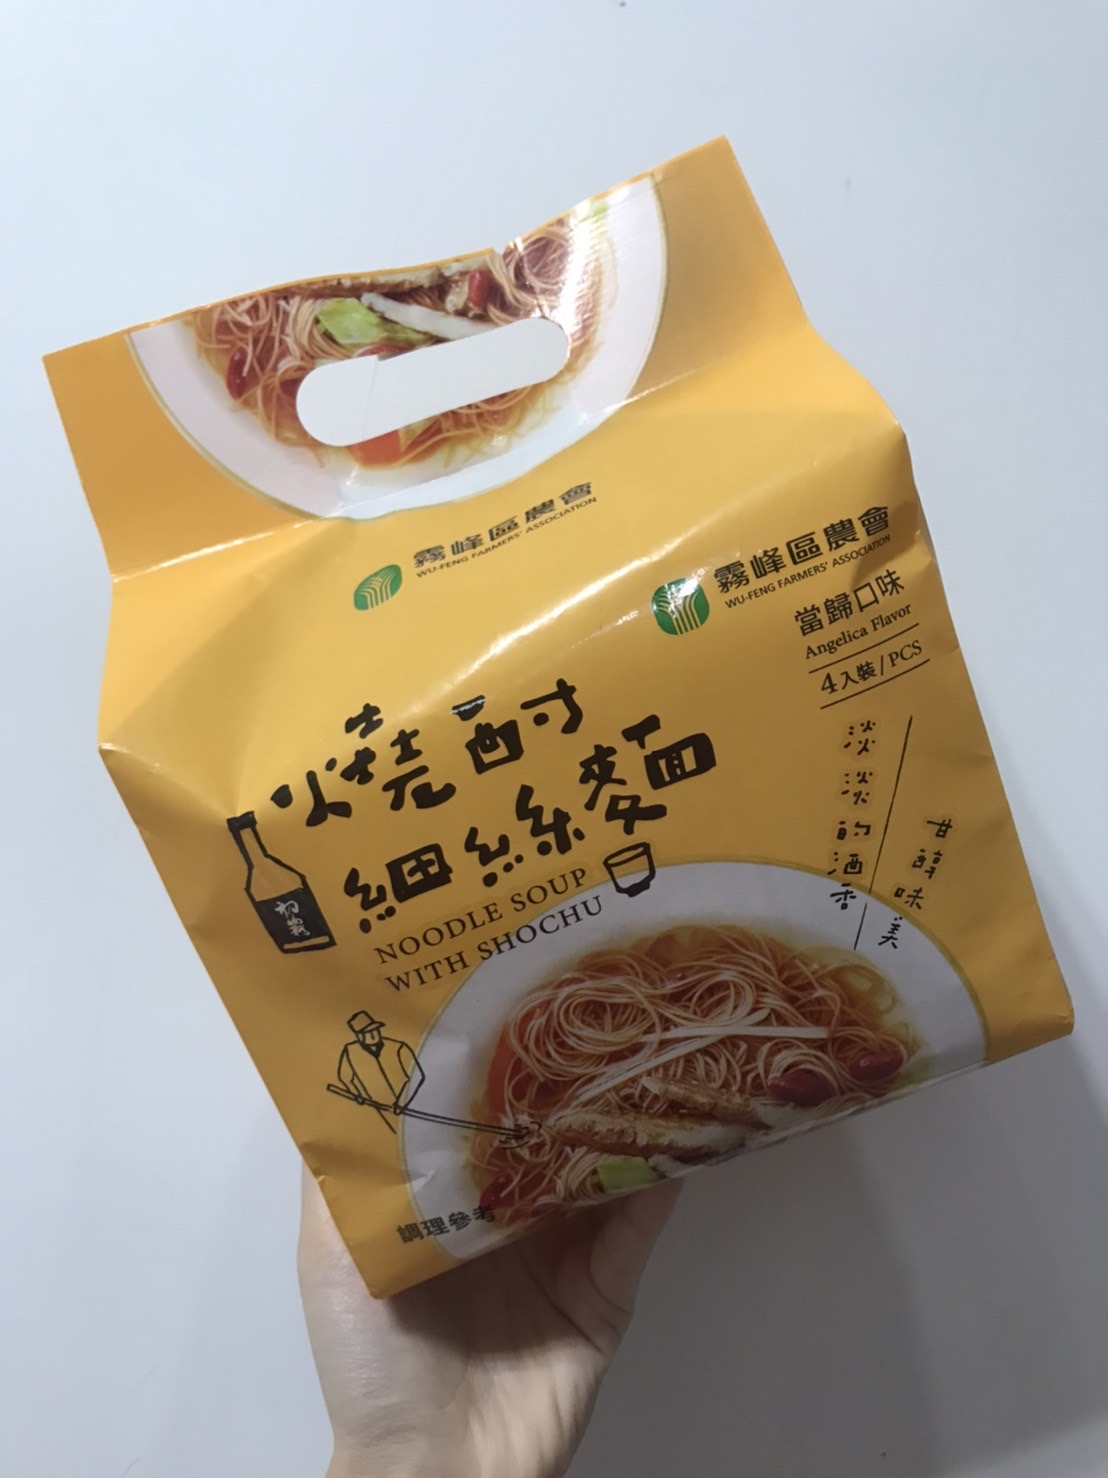 霧峰區農會
WU-FENG FARMERS' ASSOCIATION
霧峰區農會
WU-FENG FARMERS' ASSOCIATION
當歸口味
Angelica Flavor
4入裝/PCS
燒酎
細絲麵
NOODLE SOUP
WITH SHOCHU
初霧
淡淡的酒香
甘醇味美
調理參考